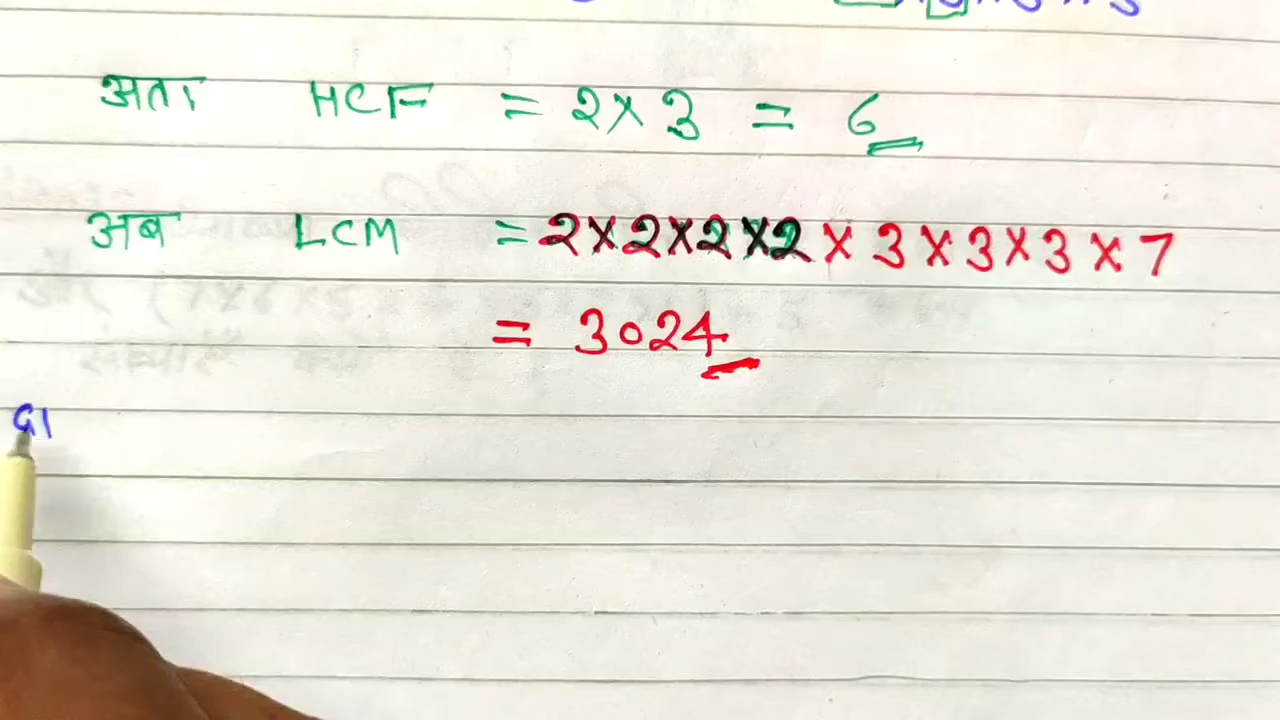 अतः HCF = 2 × 3 = 6
अब LCM = 2 × 2 × 2 × 2 × 3 × 3 × 3 × 7
= 3024